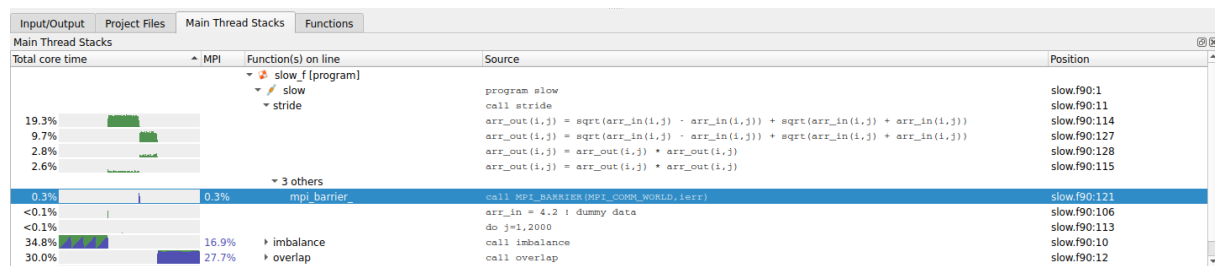 Input/Output Project Files Main Thread Stacks Functions
Main Thread Stacks
Total core time MPI Function(s) on line Source Position
slow_f [program]
slow program slow slow.f90:1
stride call stride slow.f90:11
19.3% arr_out(i,j) = sqrt(arr_in(i,j) - arr_in(i,j)) + sqrt(arr_in(i,j) + arr_in(i,j)) slow.f90:114
9.7% arr_out(i,j) = sqrt(arr_in(i,j) - arr_in(i,j)) + sqrt(arr_in(i,j) + arr_in(i,j)) slow.f90:127
2.8% arr_out(i,j) = arr_out(i,j) * arr_out(i,j) slow.f90:128
2.6% arr_out(i,j) = arr_out(i,j) * arr_out(i,j) slow.f90:115
3 others
0.3% 0.3% mpi_barrier_ call MPI_BARRIER(MPI_COMM_WORLD,ierr) slow.f90:121
<0.1% arr_in = 4.2 ! dummy data slow.f90:106
<0.1% do j=1,2000 slow.f90:113
34.8% 16.9% imbalance call imbalance slow.f90:10
30.0% 27.7% overlap call overlap slow.f90:12